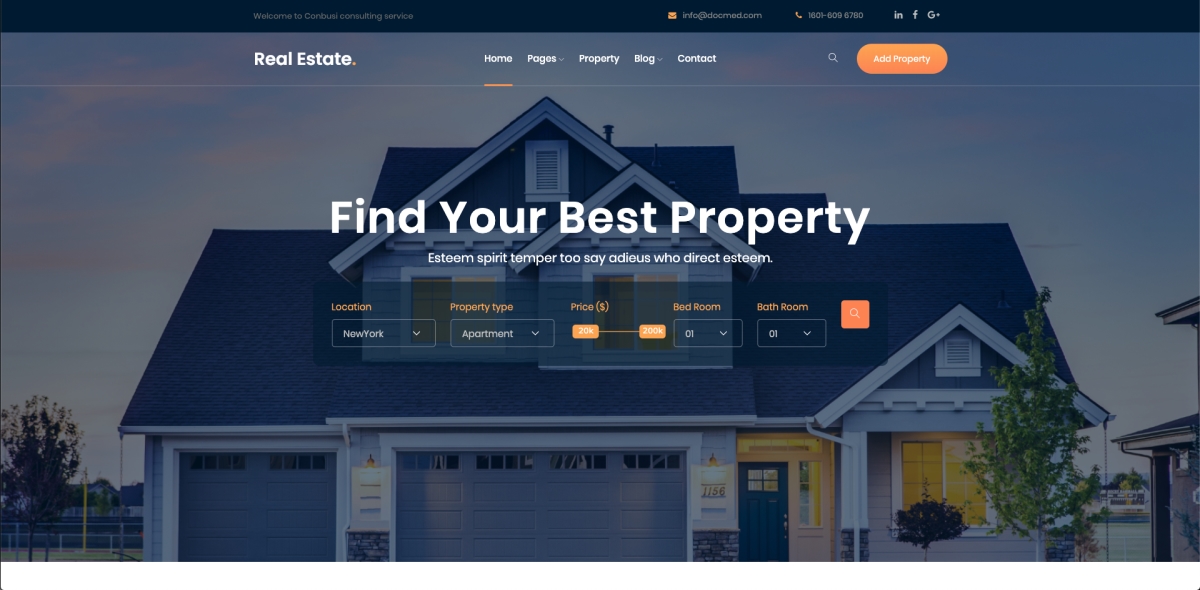 Welcome to Conbusi consulting service
info@docmed.com
1601-609 6780
Real Estate.
Home
Pages
Property
Blog
Contact
Add Property
Find Your Best Property
Esteem spirit temper too say adieus who direct esteem.
Location
Property type
Price ($)
Bed Room
Bath Room
NewYork
Apartment
20k
200k
01
01
1156